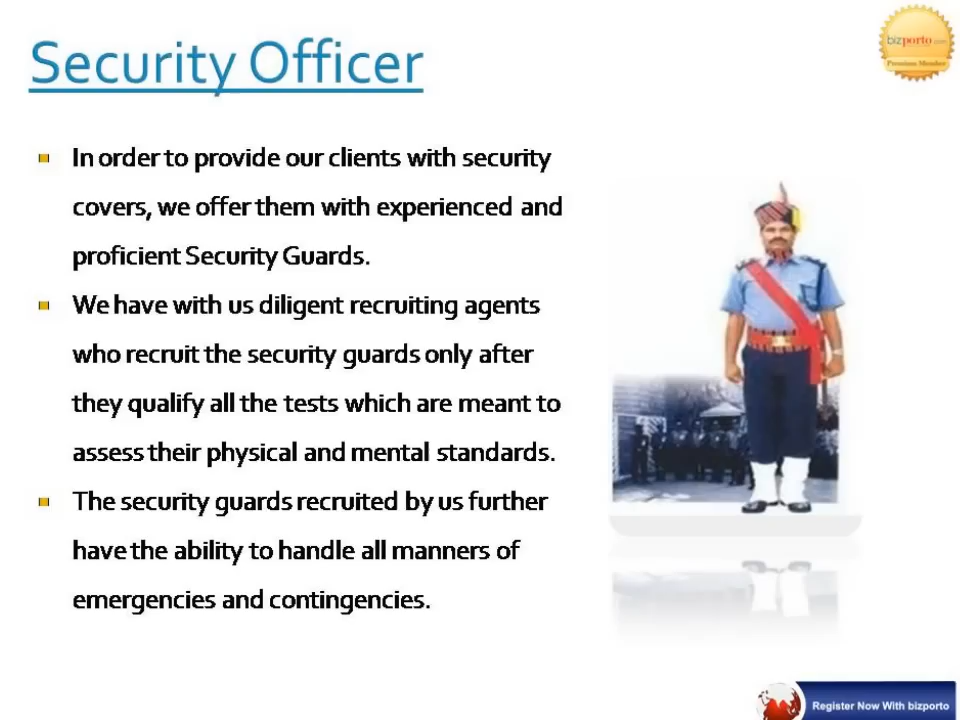 Security Officer
bizporto.com
Premium Member
In order to provide our clients with security
covers, we offer them with experienced and
proficient Security Guards.
We have with us diligent recruiting agents
who recruit the security guards only after
they qualify all the tests which are meant to
assess their physical and mental standards.
The security guards recruited by us further
have the ability to handle all manners of
emergencies and contingencies.
Register Now With bizporto